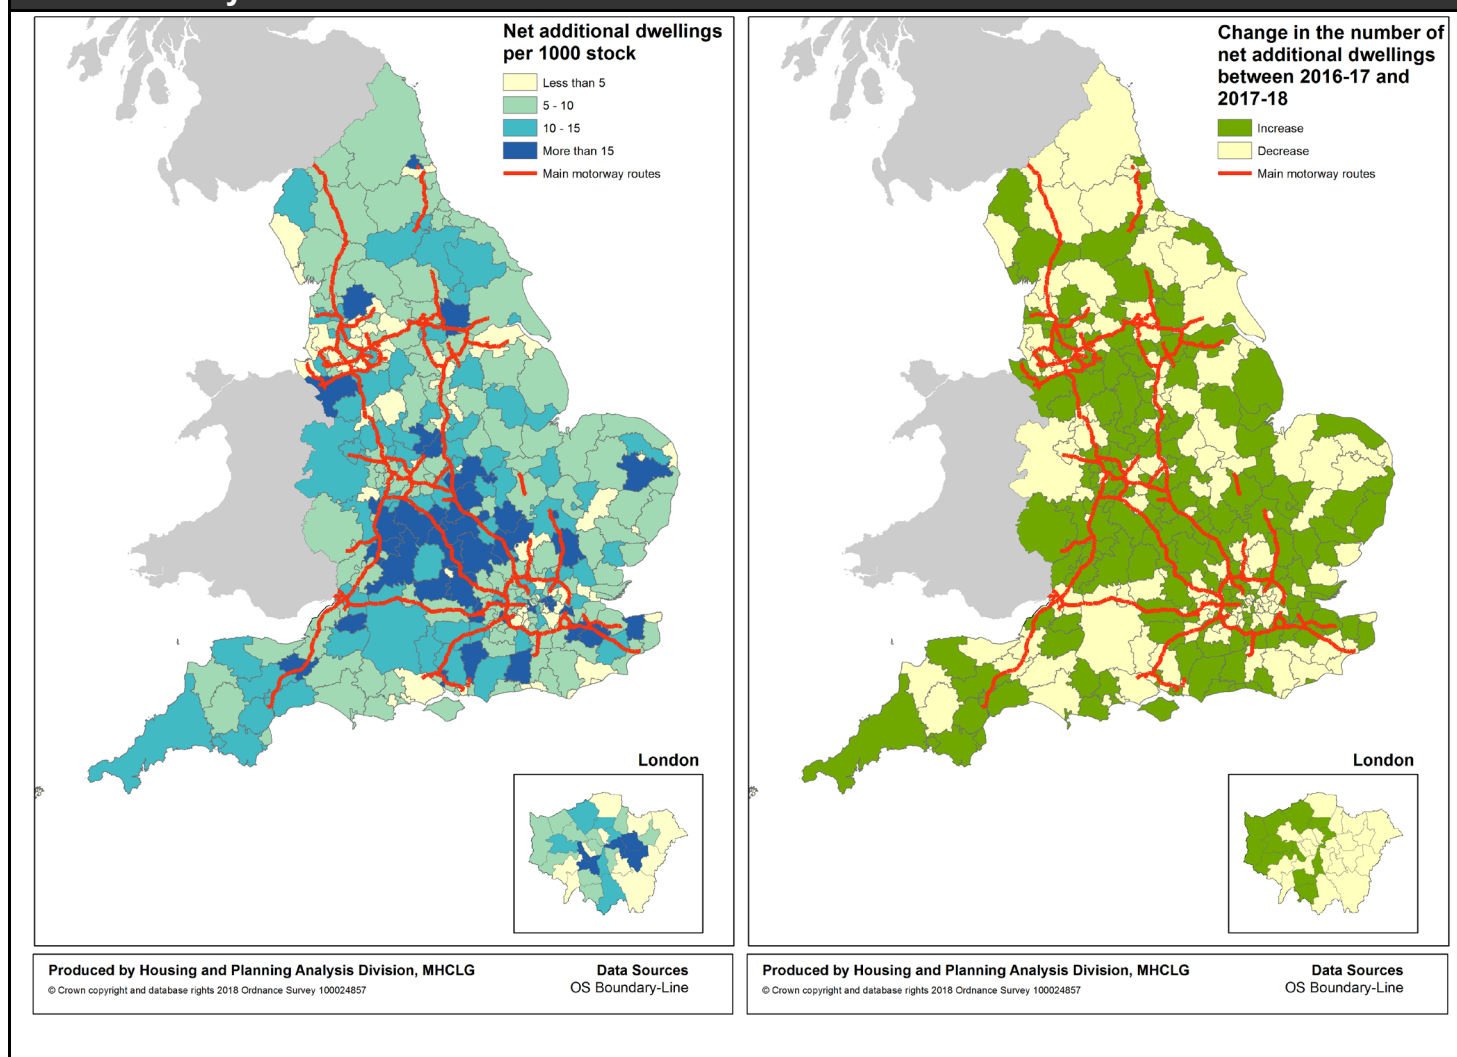 Net additional dwellings
per 1000 stock
Less than 5
5 - 10
10 - 15
More than 15
Main motorway routes
London
Produced by Housing and Planning Analysis Division, MHCLG
© Crown copyright and database rights 2018 Ordnance Survey 100024857
Data Sources
OS Boundary-Line
Change in the number of
net additional dwellings
between 2016-17 and
2017-18
Increase
Decrease
Main motorway routes
London
Produced by Housing and Planning Analysis Division, MHCLG
© Crown copyright and database rights 2018 Ordnance Survey 100024857
Data Sources
OS Boundary-Line